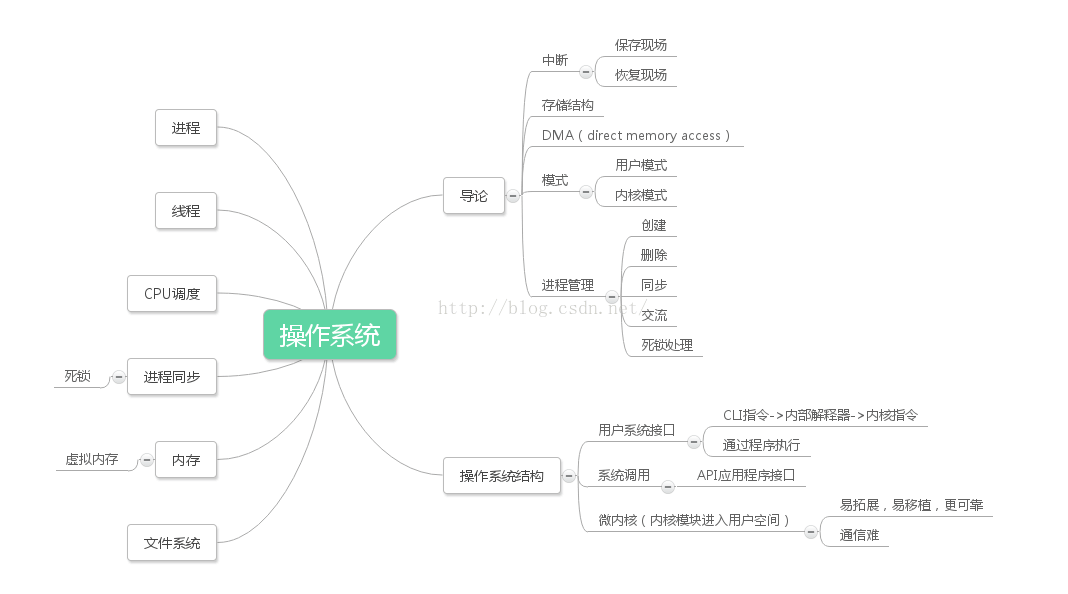 操作系统
导论
中断
保存现场
恢复现场
存储结构
DMA（direct memory access）
模式
用户模式
内核模式
进程管理
创建
删除
同步
交流
死锁处理
操作系统结构
用户系统接口
CLI指令->内部解释器->内核指令
通过程序执行
系统调用
API应用程序接口
微内核（内核模块进入用户空间）
易拓展，易移植，更可靠
通信难
进程
线程
CPU调度
进程同步
死锁
内存
虚拟内存
文件系统
http://blog.csdn.net/